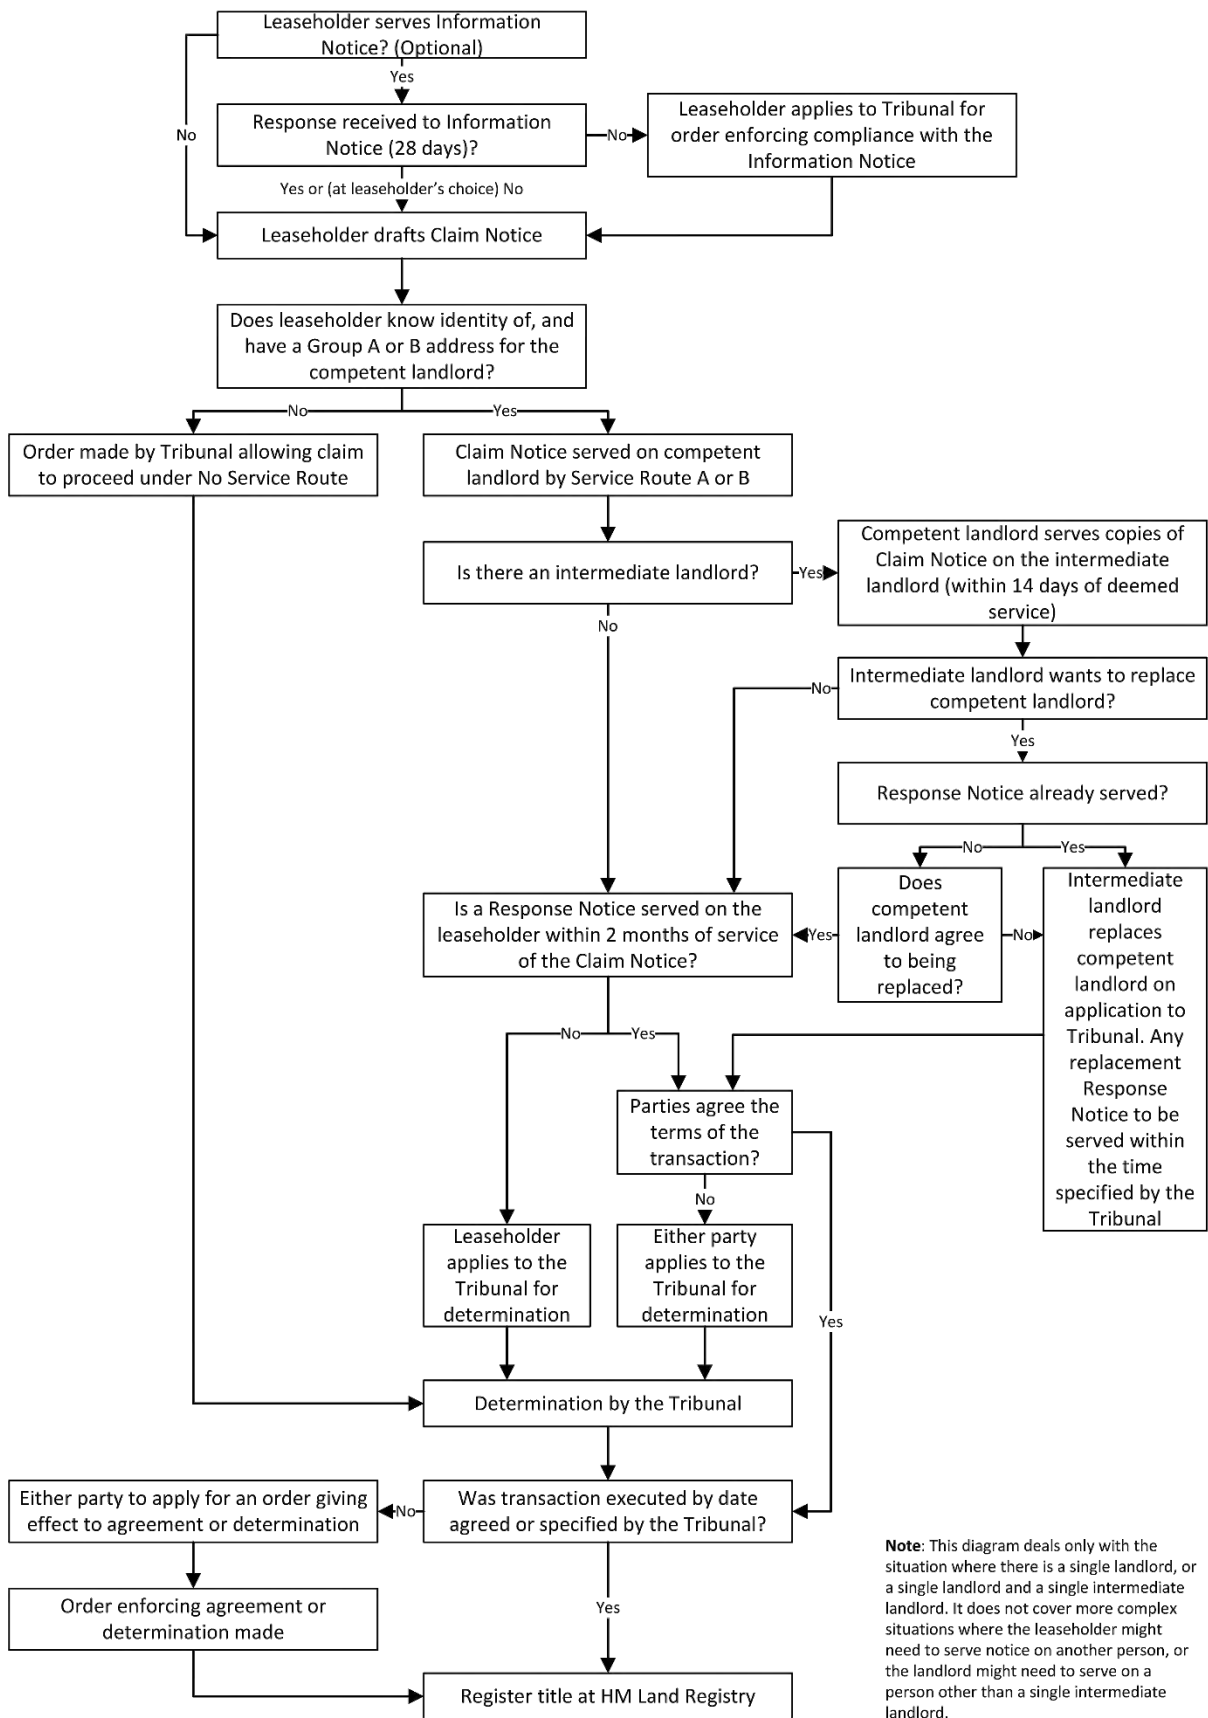 Leaseholder serves Information
Notice? (Optional)
Yes
No
Response received to Information
Notice (28 days)?
No
Leaseholder applies to Tribunal for
order enforcing compliance with the
Information Notice
Yes or (at leaseholder’s choice) No
Leaseholder drafts Claim Notice
Does leaseholder know identity of, and
have a Group A or B address for the
competent landlord?
No
Yes
Order made by Tribunal allowing claim
to proceed under No Service Route
Claim Notice served on competent
landlord by Service Route A or B
Is there an intermediate landlord?
Yes
Competent landlord serves copies of
Claim Notice on the intermediate
landlord (within 14 days of deemed
service)
No
Intermediate landlord wants to replace
competent landlord?
No
Yes
Response Notice already served?
No
Yes
Is a Response Notice served on the
leaseholder within 2 months of service
of the Claim Notice?
Yes
Does
competent
landlord agree
to being
replaced?
No
Intermediate
landlord
replaces
competent
landlord on
application to
Tribunal. Any
replacement
Response
Notice to be
served within
the time
specified by the
Tribunal
No
Yes
Parties agree the
terms of the
transaction?
No
Yes
Leaseholder
applies to the
Tribunal for
determination
Either party
applies to the
Tribunal for
determination
Determination by the Tribunal
Was transaction executed by date
agreed or specified by the Tribunal?
No
Either party to apply for an order giving
effect to agreement or determination
Order enforcing agreement or
determination made
Yes
Register title at HM Land Registry
Note: This diagram deals only with the
situation where there is a single landlord, or
a single landlord and a single intermediate
landlord. It does not cover more complex
situations where the leaseholder might
need to serve notice on another person, or
the landlord might need to serve on a
person other than a single intermediate
landlord.